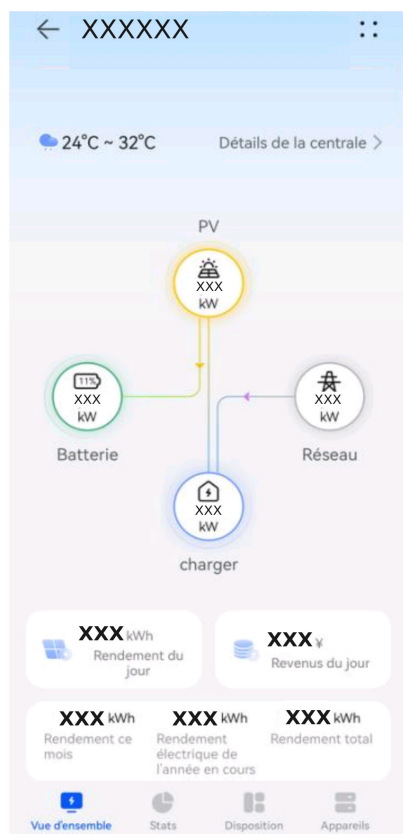 XXXXXX
24°C ~ 32°C
Détails de la centrale >
PV
XXX
kW
11%
XXX
kW
XXX
kW
Batterie
Réseau
XXX
kW
charger
XXX kWh
Rendement du
jour
XXX ¥
Revenus du jour
XXX kWh
Rendement ce
mois
XXX kWh
Rendement
électrique de
l'année en cours
XXX kWh
Rendement total
Vue d'ensemble
Stats
Disposition
Appareils